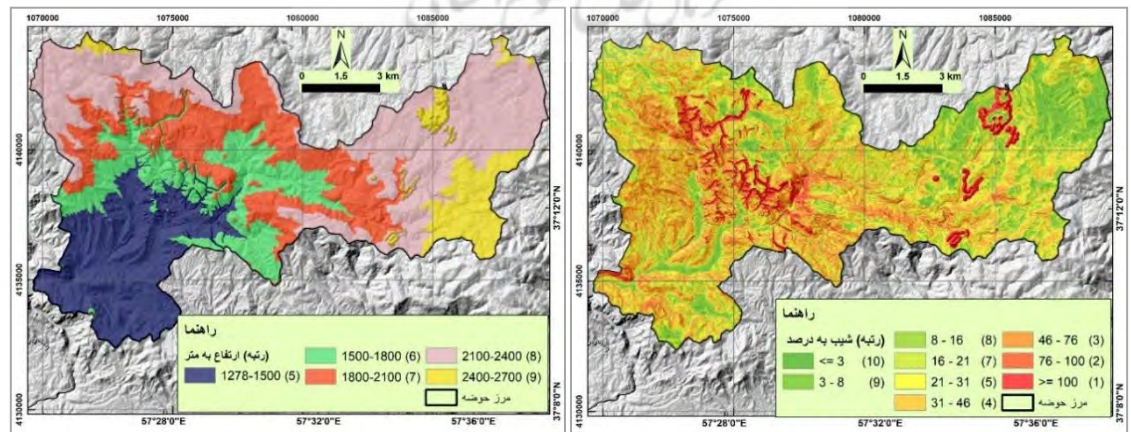 1070000 1075000 1080000 1085000
N
0 1.5 3 km
4140000
4135000
4130000
37°12'0"N
37°8'0"N
راهنما
(رتبه) ارتفاع به متر
1278-1500 (5)
1500-1800 (6)
1800-2100 (7)
2100-2400 (8)
2400-2700 (9)
مرز حوضه
57°28'0"E 57°32'0"E 57°36'0"E
1070000 1075000 1080000 1085000
N
0 1.5 3 km
4140000
4135000
4130000
37°12'0"N
37°8'0"N
راهنما
(رتبه) شیب به درصد
<= 3 (10)
3 - 8 (9)
8 - 16 (8)
16 - 21 (7)
21 - 31 (5)
31 - 46 (4)
46 - 76 (3)
76 - 100 (2)
>= 100 (1)
مرز حوضه
57°28'0"E 57°32'0"E 57°36'0"E